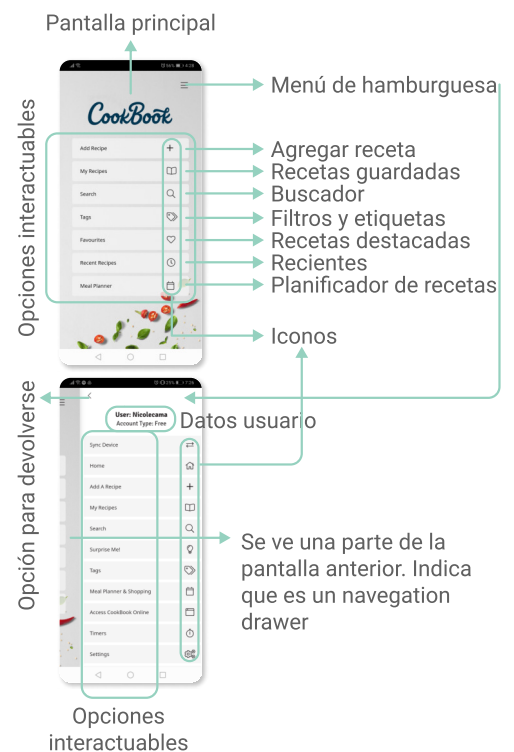 Pantalla principal
56% 4:28
Menú de hamburguesa
CookBook
Opciones interactuables
Add Recipe
Agregar receta
My Recipes
Recetas guardadas
Search
Buscador
Tags
Filtros y etiquetas
Favourites
Recetas destacadas
Recent Recipes
Recientes
Meal Planner
Planificador de recetas
Iconos
User: Nicolecama
Account Type: Free
Datos usuario
Opción para devolverse
Sync Device
Home
Add A Recipe
My Recipes
Search
Surprise Me!
Tags
Meal Planner & Shopping
Access CookBook Online
Timers
Settings
Se ve una parte de la
pantalla anterior. Indica
que es un navegation
drawer
Opciones
interactuables